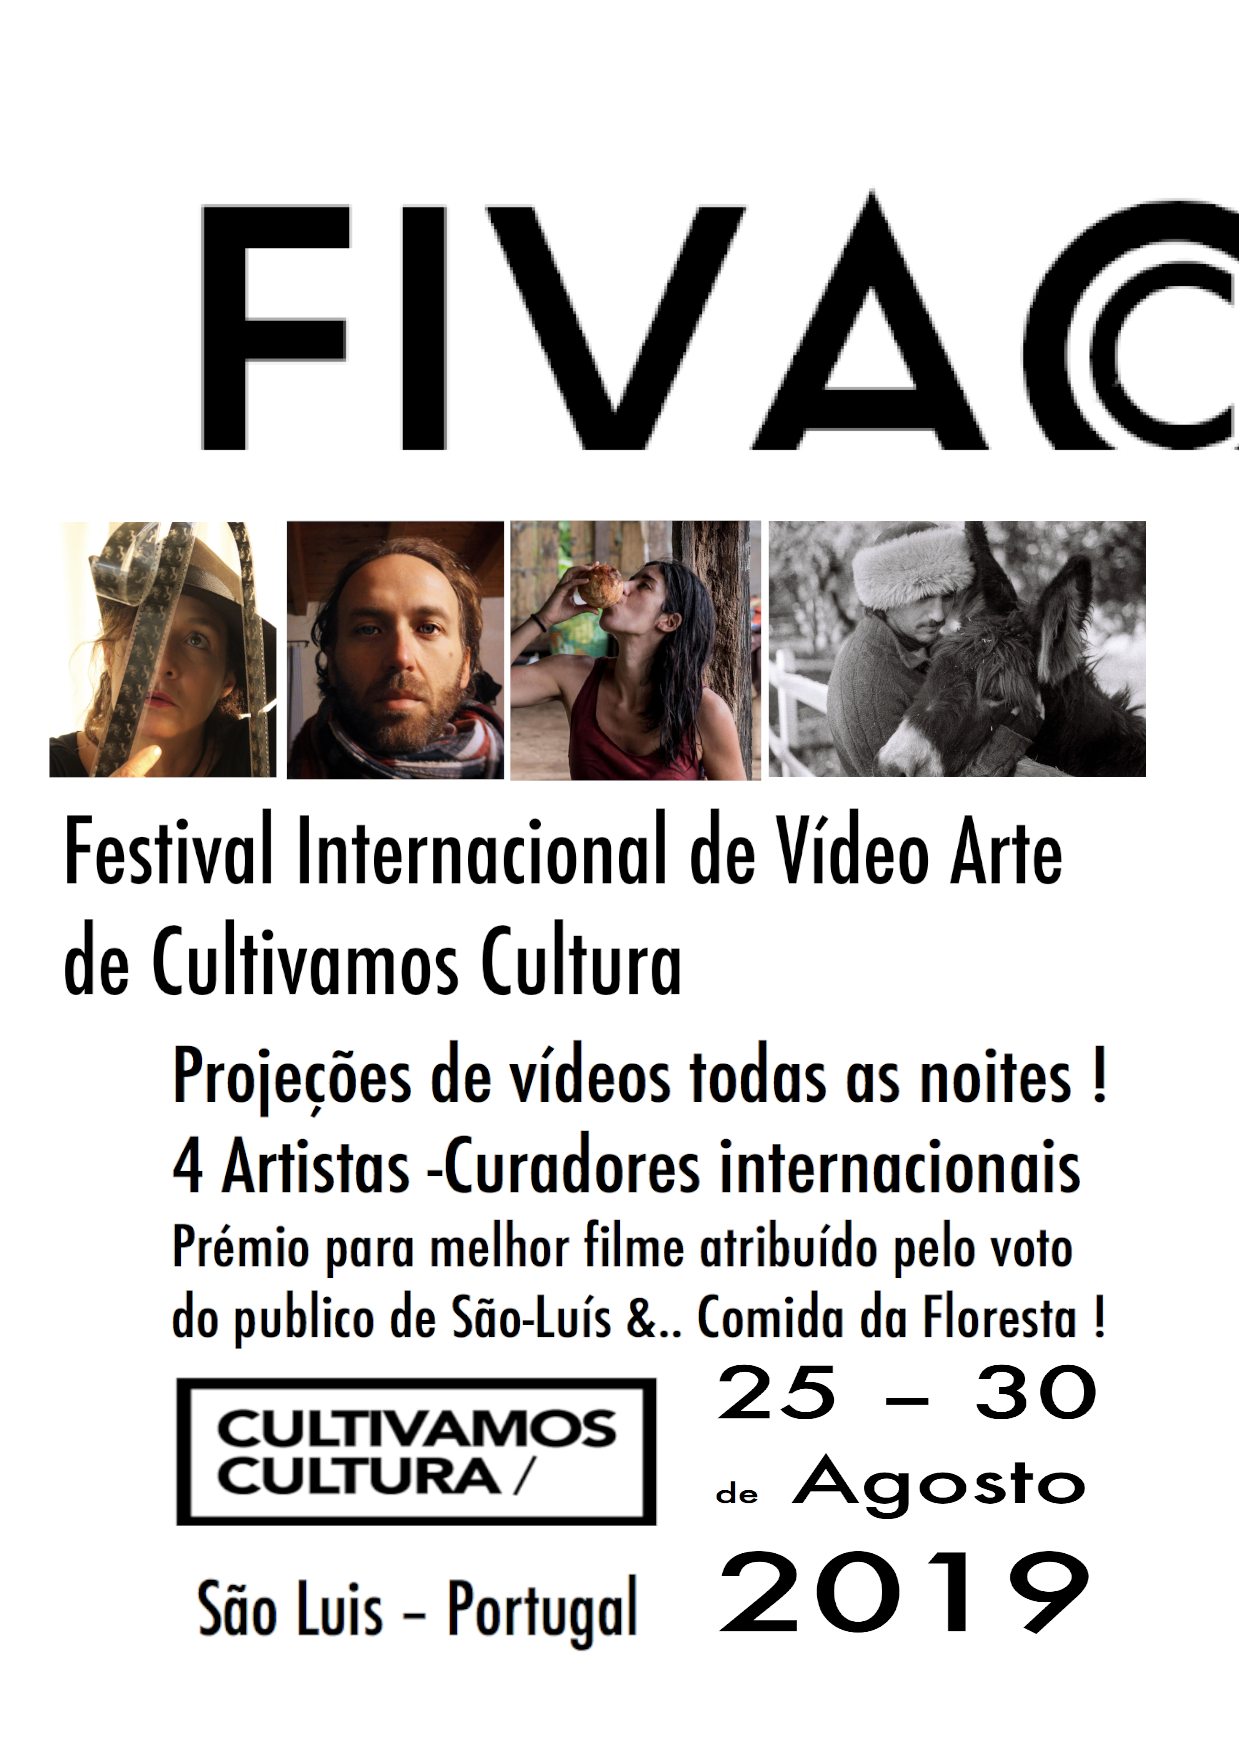 FIVACC
Festival Internacional de Vídeo Arte
de Cultivamos Cultura
Projeções de vídeos todas as noites !
4 Artistas -Curadores internacionais
Prémio para melhor filme atribuído pelo voto
do publico de São-Luís &.. Comida da Floresta !
CULTIVAMOS
CULTURA /
São Luis – Portugal
25 – 30
de Agosto
2019